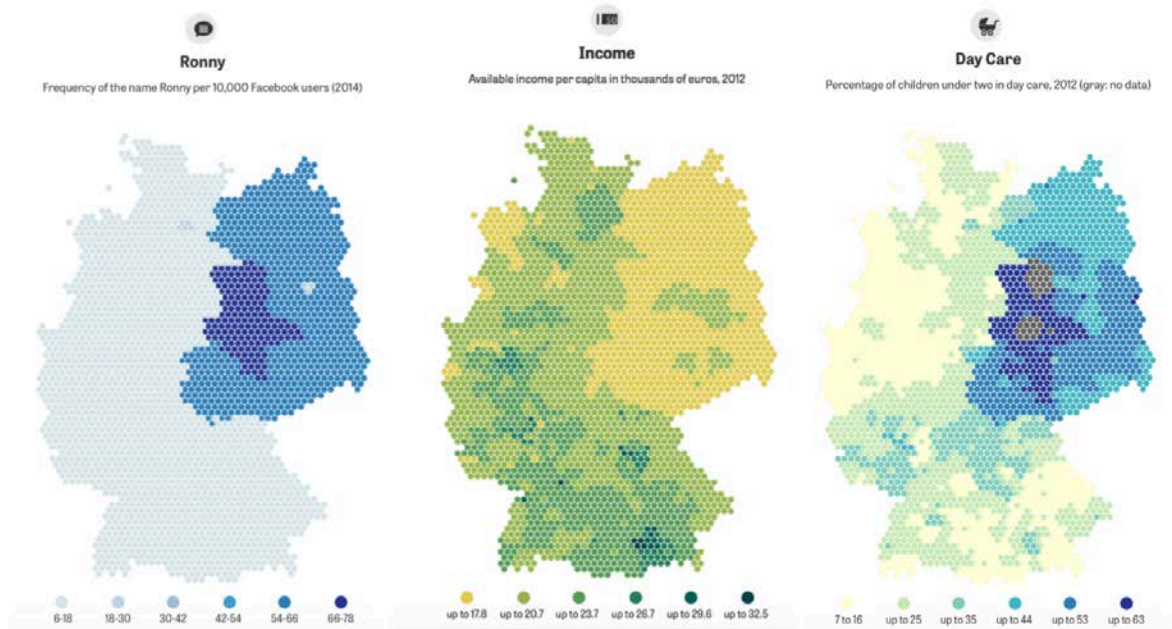 Ronny
Frequency of the name Ronny per 10,000 Facebook users (2014)
6-18 18-30 30-42 42-54 54-66 66-78
Income
Available income per capita in thousands of euros, 2012
up to 17.8 up to 20.7 up to 23.7 up to 26.7 up to 29.6 up to 32.5
Day Care
Percentage of children under two in day care, 2012 (gray: no data)
7 to 16 up to 25 up to 35 up to 44 up to 53 up to 63